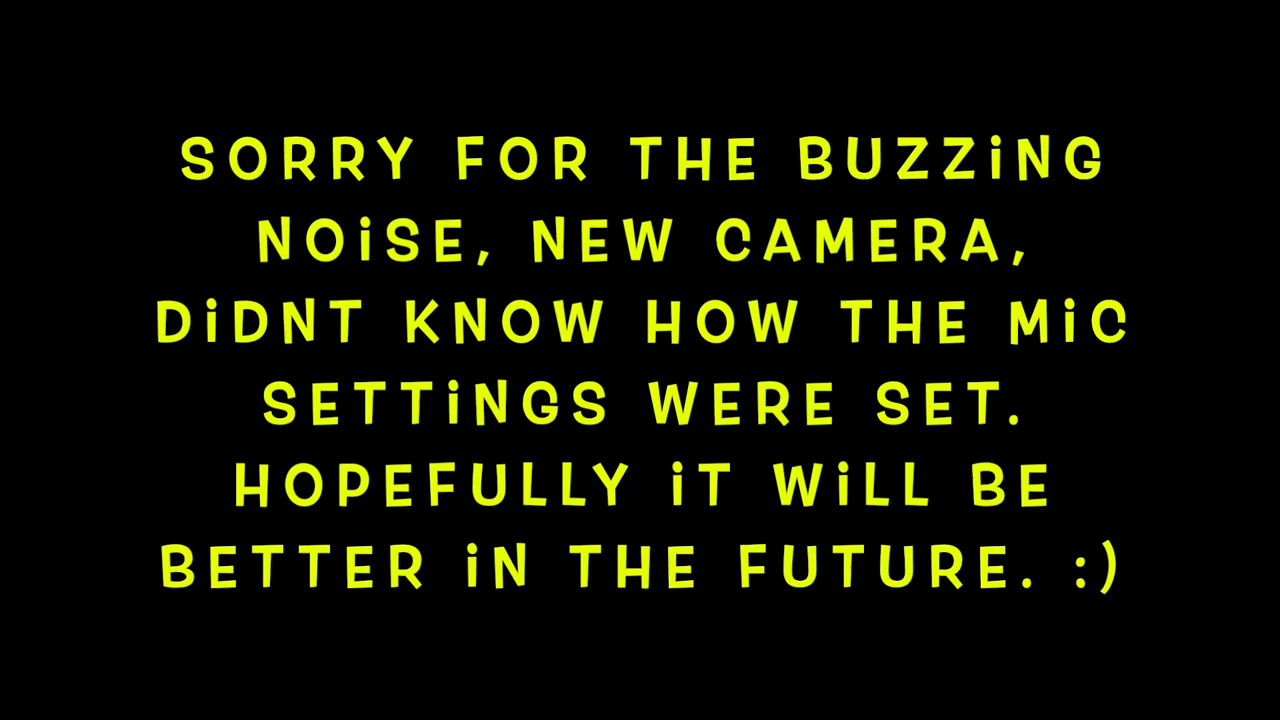 SORRY FOR THE BUZZiNG
NOiSE, NEW CAMERA,
DiDNT KNOW HOW THE MiC
SETTiNGS WERE SET.
HOPEFULLY iT WiLL BE
BETTER iN THE FUTURE. :)